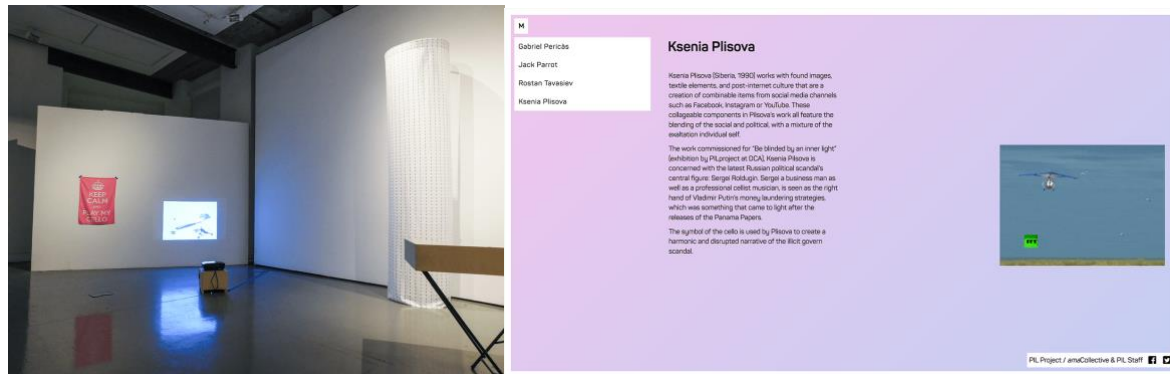 KEEP
CALM
AND
PLAY MY
CELLO
M
Gabriel Pericàs
Jack Parrot
Rostan Tavasiev
Ksenia Plisova
Ksenia Plisova
Ksenia Plisova (Siberia, 1990) works with found images,
textile elements, and post-internet culture that are a
creation of combinable items from social media channels
such as Facebook, Instagram or YouTube. These
collageable components in Plisova's work all feature the
blending of the social and political, with a mixture of the
exaltation individual self.
The work commissioned for "Be blinded by an inner light"
(exhibition by PILproject at OCA), Ksenia Plisova is
concerned with the latest Russian political scandal's
central figure: Sergei Roldugin. Sergei a business man as
well as a professional cellist musician, is seen as the right
hand of Vladimir Putin's money laundering strategies,
which was something that came to light after the
releases of the Panama Papers.
The symbol of the cello is used by Plisova to create a
harmonic and disrupted narrative of the illicit govern
scandal.
PIL Project / amaCollective & PIL Staff